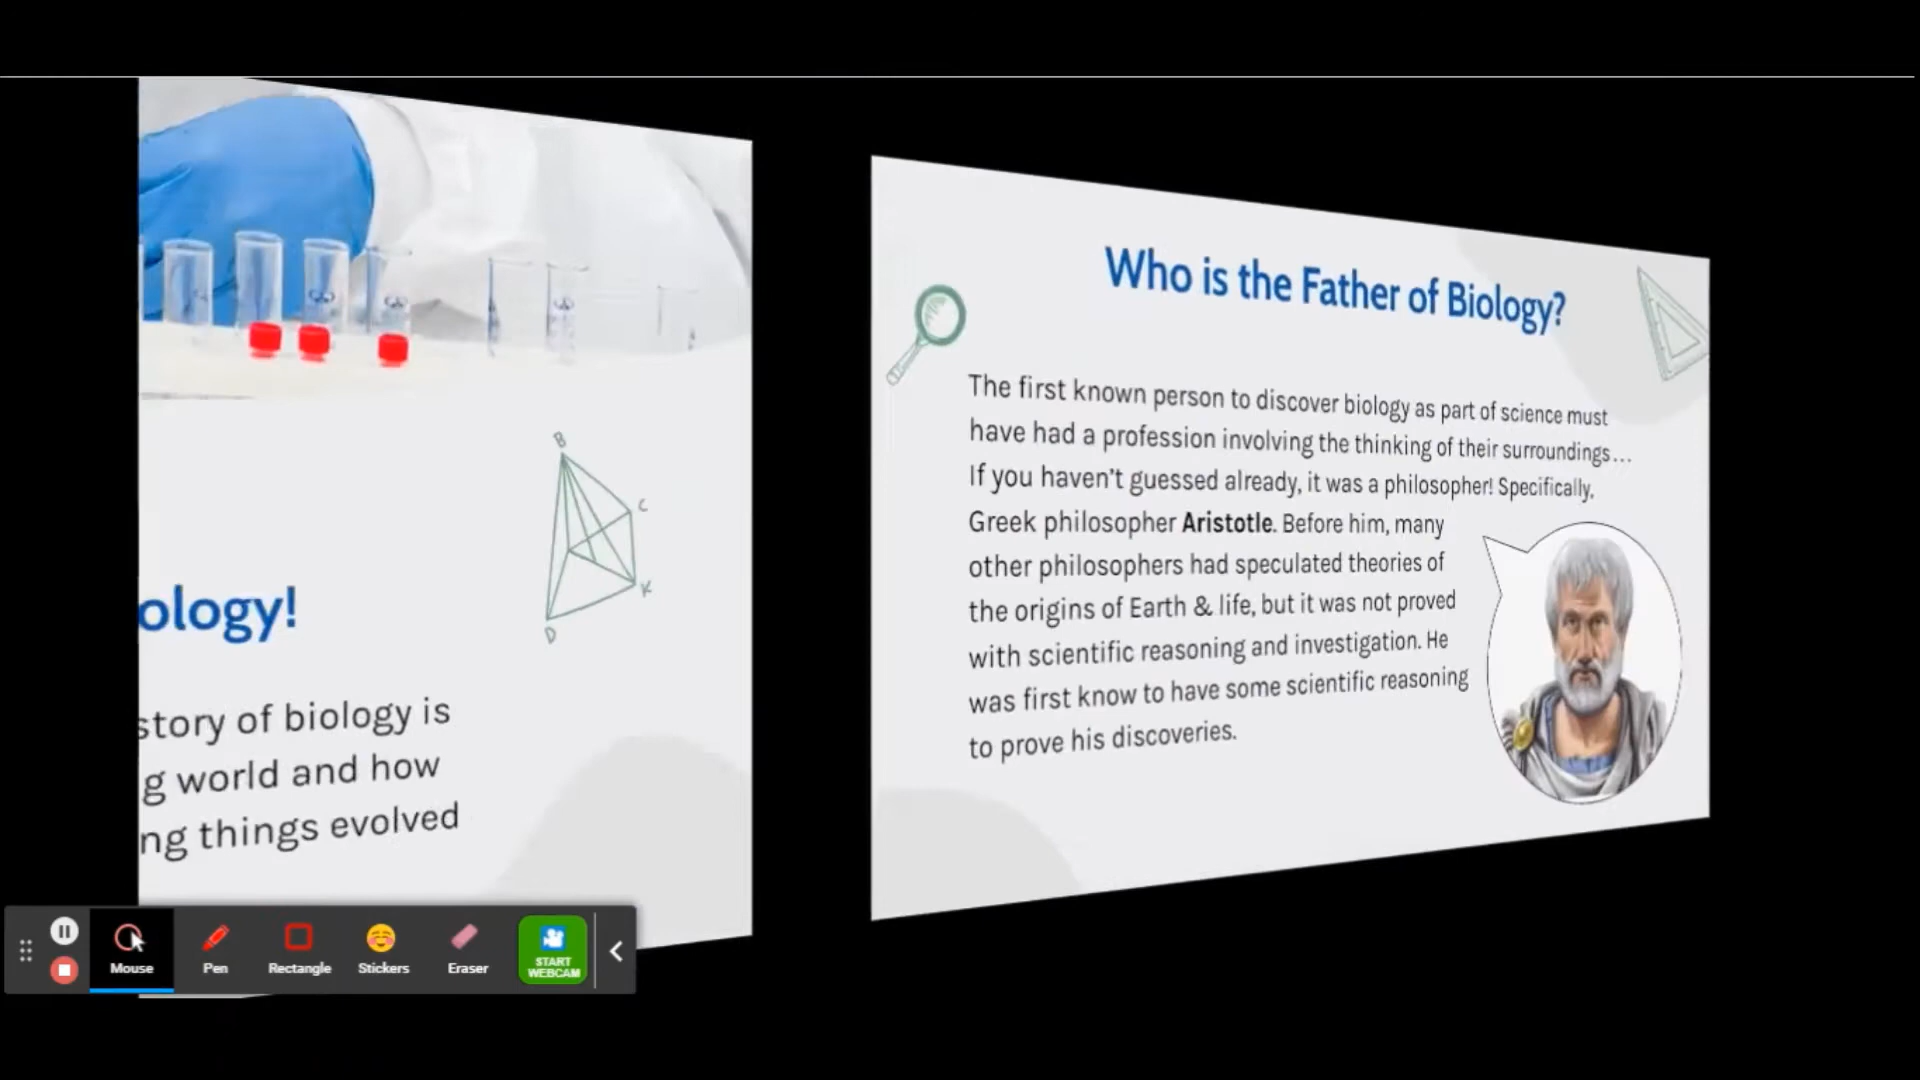 B
C
K
D
ology!
story of biology is
g world and how
ng things evolved
Who is the Father of Biology?
The first known person to discover biology as part of science must
have had a profession involving the thinking of their surroundings...
If you haven't guessed already, it was a philosopher! Specifically,
Greek philosopher Aristotle. Before him, many
other philosophers had speculated theories of
the origins of Earth & life, but it was not proved
with scientific reasoning and investigation. He
was first know to have some scientific reasoning
to prove his discoveries.
Mouse
Pen
Rectangle
Stickers
Eraser
START
WEBCAM